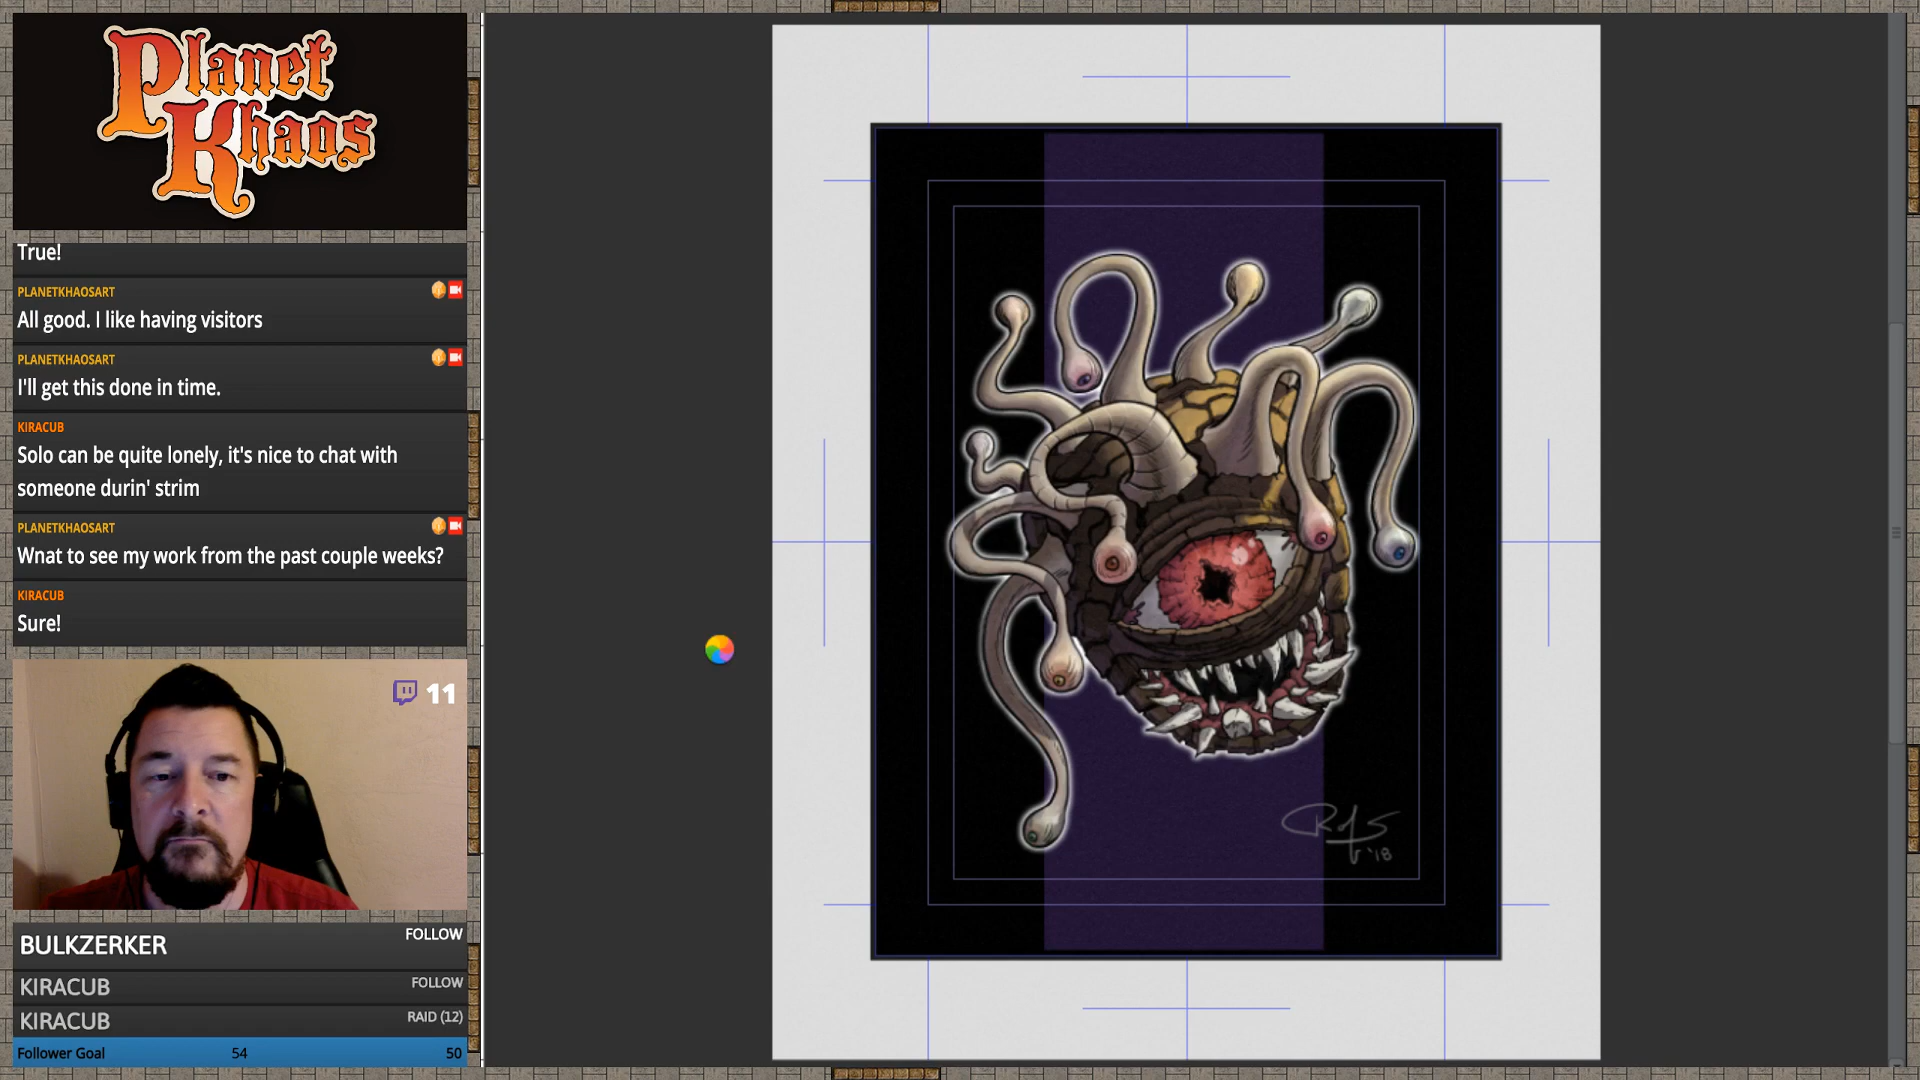 Planet
Khaos
True!
PLANETKHAOSART
All good. I like having visitors
PLANETKHAOSART
I'll get this done in time.
KIRACUB
Solo can be quite lonely, it's nice to chat with
someone durin' strim
PLANETKHAOSART
Wnat to see my work from the past couple weeks?
KIRACUB
Sure!
11
BULKZERKER FOLLOW
KIRACUB FOLLOW
KIRACUB RAID (12)
Follower Goal 54 50
'18